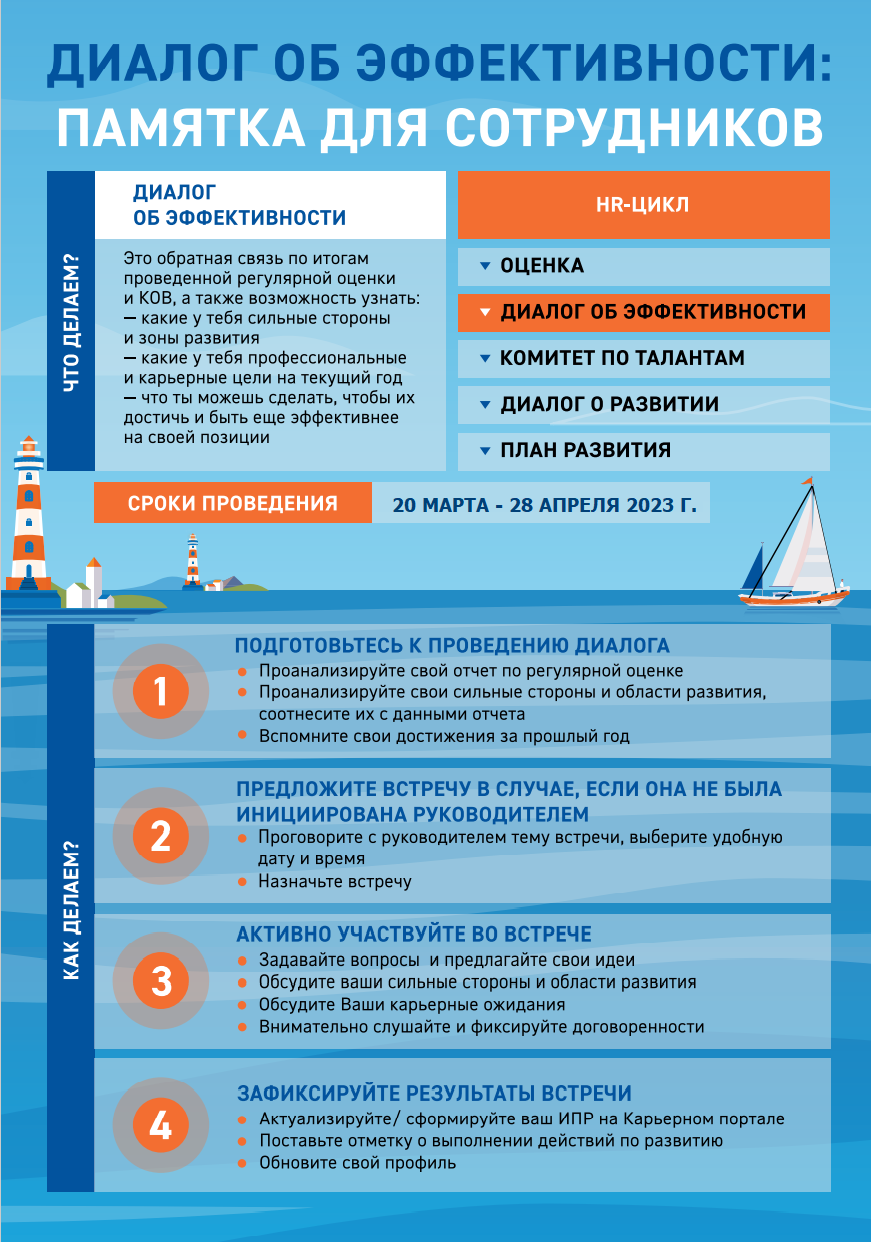 ДИАЛОГ ОБ ЭФФЕКТИВНОСТИ:
ПАМЯТКА ДЛЯ СОТРУДНИКОВ
ЧТО ДЕЛАЕМ?
ДИАЛОГ
ОБ ЭФФЕКТИВНОСТИ
Это обратная связь по итогам
проведенной регулярной оценки
и КОВ, а также возможность узнать:
— какие у тебя сильные стороны
и зоны развития
— какие у тебя профессиональные
и карьерные цели на текущий год
— что ты можешь сделать, чтобы их
достичь и быть еще эффективнее
на своей позиции
HR-ЦИКЛ
ОЦЕНКА
ДИАЛОГ ОБ ЭФФЕКТИВНОСТИ
КОМИТЕТ ПО ТАЛАНТАМ
ДИАЛОГ О РАЗВИТИИ
ПЛАН РАЗВИТИЯ
СРОКИ ПРОВЕДЕНИЯ
20 МАРТА - 28 АПРЕЛЯ 2023 Г.
КАК ДЕЛАЕМ?
1
ПОДГОТОВЬТЕСЬ К ПРОВЕДЕНИЮ ДИАЛОГА
• Проанализируйте свой отчет по регулярной оценке
• Проанализируйте свои сильные стороны и области развития,
соотнесите их с данными отчета
• Вспомните свои достижения за прошлый год
2
ПРЕДЛОЖИТЕ ВСТРЕЧУ В СЛУЧАЕ, ЕСЛИ ОНА НЕ БЫЛА
ИНИЦИИРОВАНА РУКОВОДИТЕЛЕМ
• Проговорите с руководителем тему встречи, выберите удобную
дату и время
• Назначьте встречу
3
АКТИВНО УЧАСТВУЙТЕ ВО ВСТРЕЧЕ
• Задавайте вопросы и предлагайте свои идеи
• Обсудите ваши сильные стороны и области развития
• Обсудите Ваши карьерные ожидания
• Внимательно слушайте и фиксируйте договоренности
4
ЗАФИКСИРУЙТЕ РЕЗУЛЬТАТЫ ВСТРЕЧИ
• Актуализируйте/ сформируйте ваш ИПР на Карьерном портале
• Поставьте отметку о выполнении действий по развитию
• Обновите свой профиль